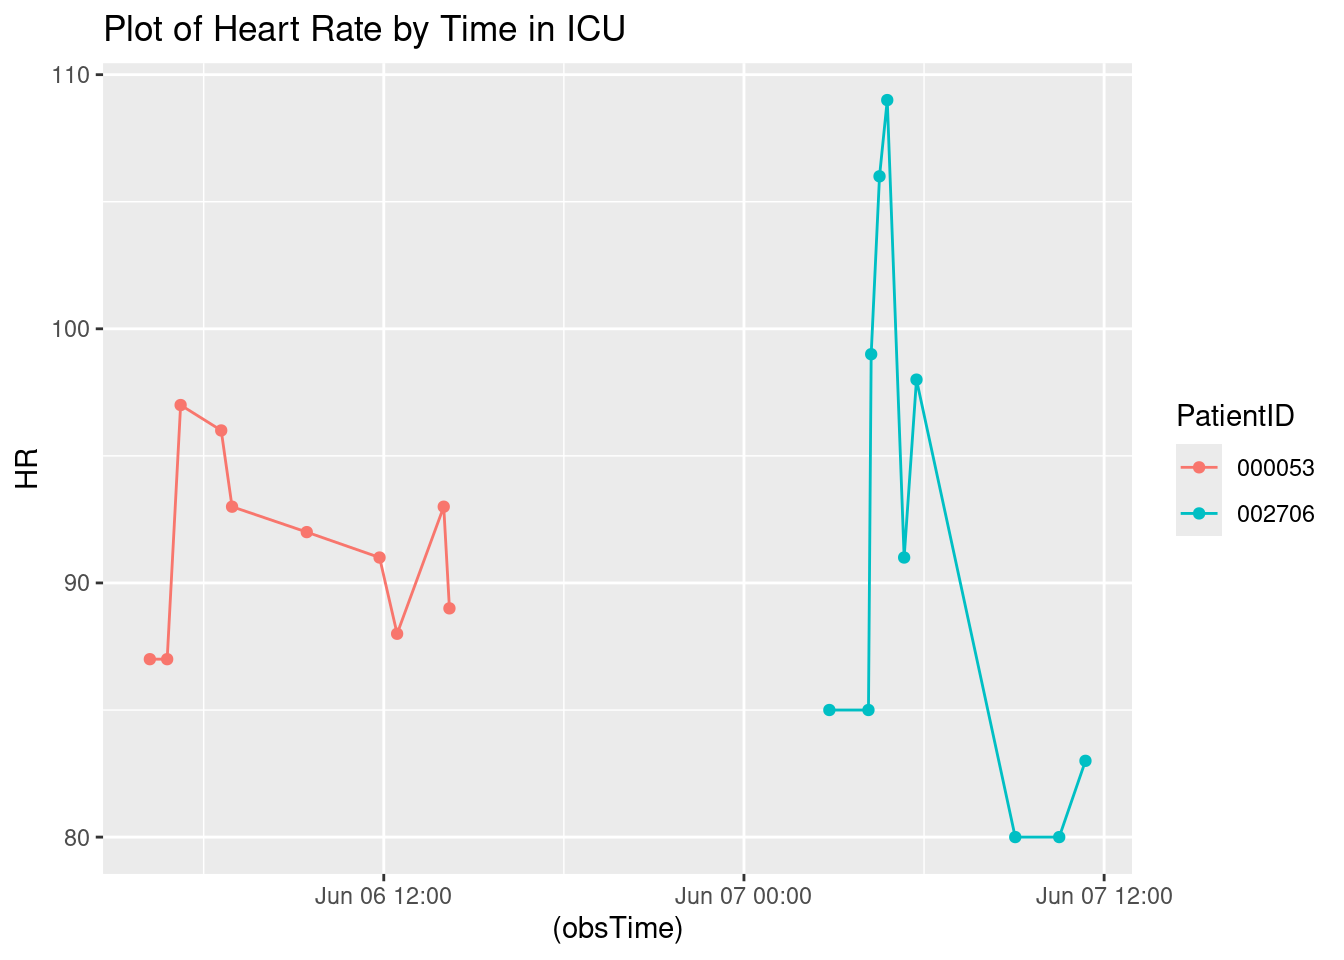 Plot of Heart Rate by Time in ICU
110
100
90
80
HR
Jun 06 12:00
Jun 07 00:00
Jun 07 12:00
(obsTime)
PatientID
000053
002706